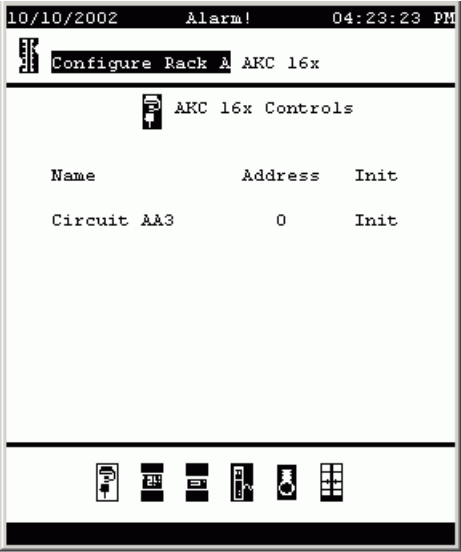 10/10/2002 Alarm! 04:23:23 PM
Configure Rack A AKC 16x
AKC 16x Controls
Name Address Init
Circuit AA3 0 Init